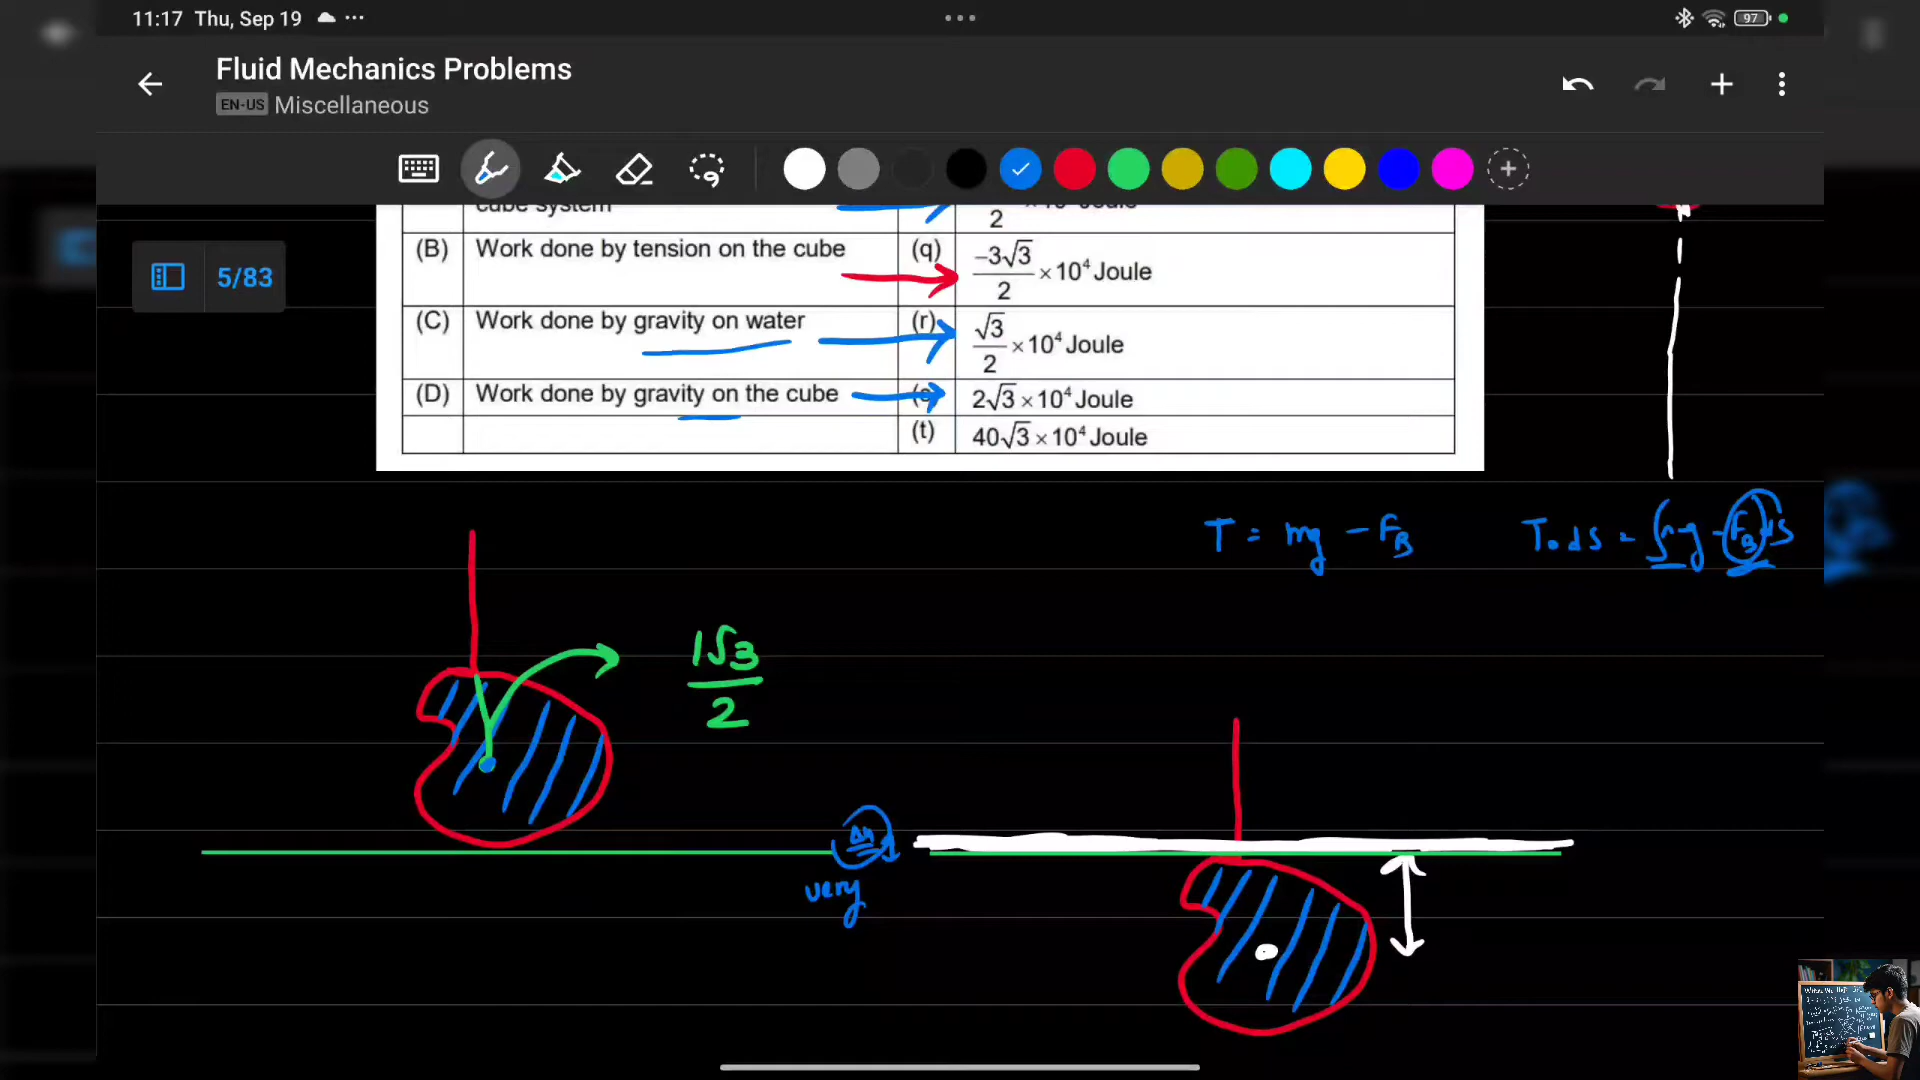 11:17 Thu, Sep 19
97
Fluid Mechanics Problems
EN-US Miscellaneous
5/83
cube system
2
(B) Work done by tension on the cube (q) −3√3/2 ×10⁴ Joule
(C) Work done by gravity on water (r) √3/2 ×10⁴ Joule
(D) Work done by gravity on the cube 2√3×10⁴ Joule
(t) 40√3×10⁴ Joule
T = mg − F_B
T. ds = ∫mg − F_B ds
1√3/2
very